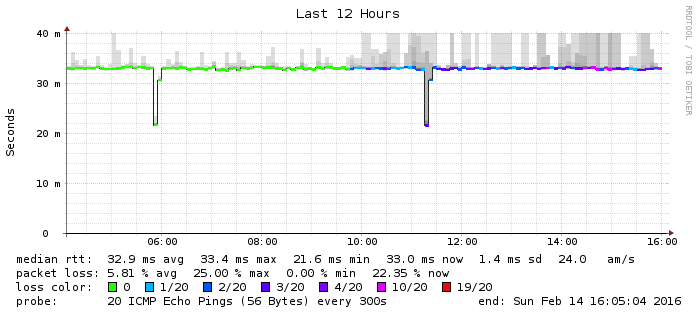 Last 12 Hours
RRDTOOL / TOBI OETIKER
Seconds
40 m
30 m
20 m
10 m
0
06:00 08:00 10:00 12:00 14:00 16:00
median rtt: 32.9 ms avg 33.4 ms max 21.6 ms min 33.0 ms now 1.4 ms sd 24.0 am/s
packet loss: 5.81 % avg 25.00 % max 0.00 % min 22.35 % now
loss color: 0 1/20 2/20 3/20 4/20 10/20 19/20
probe: 20 ICMP Echo Pings (56 Bytes) every 300s end: Sun Feb 14 16:05:04 2016